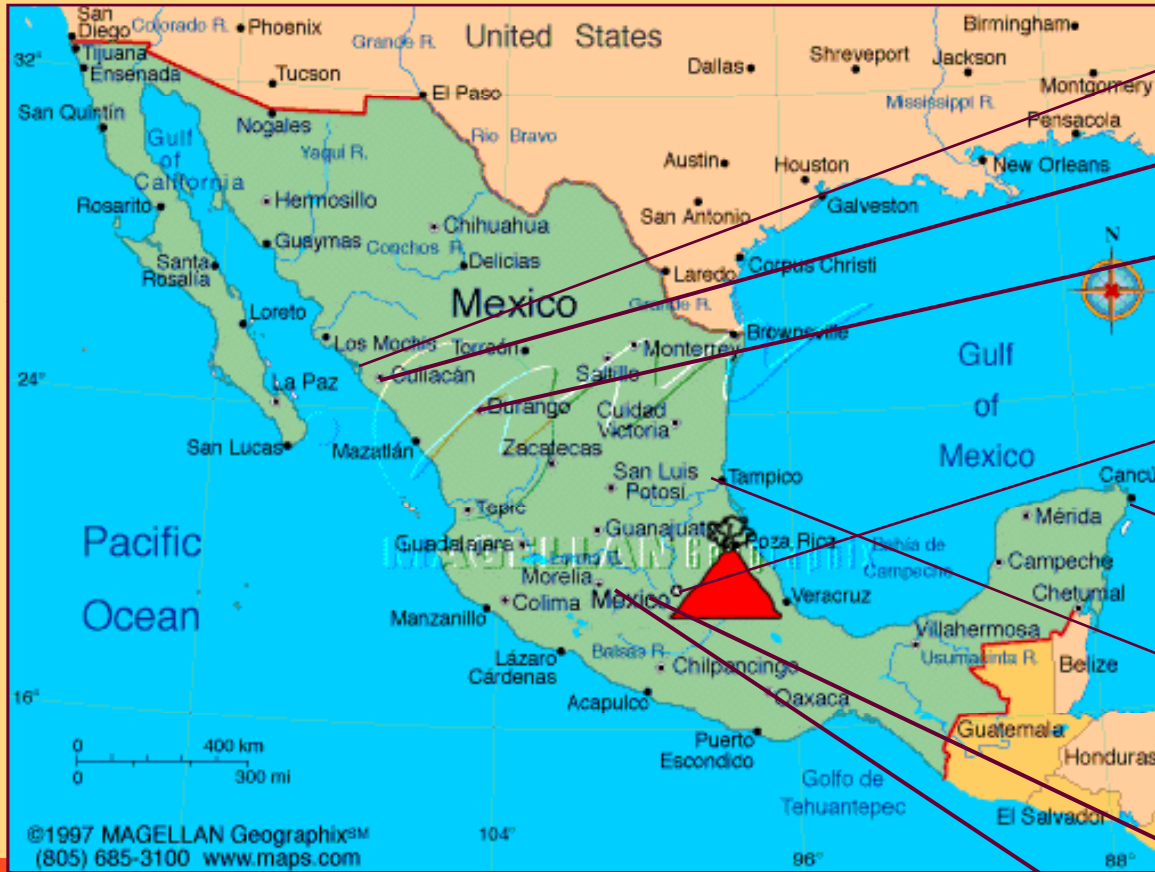 San
Diego
Colorado R.
Phoenix
Grande R.
United States
Birmingham
Tijuana
32°
Ensenada
Tucson
El Paso
Dallas
Shreveport
Jackson
Montgomery
Mississippi R.
San Quintín
Nogales
Rio Bravo
Pensacola
Gulf
of
California
Yaqui R.
Austin
Houston
New Orleans
Rosarito
Hermosillo
Chihuahua
San Antonio
Galveston
N
Guaymas
Conchos R.
Delicias
Santa
Rosalía
Laredo
Corpus Christi
Loreto
Mexico
Grande R.
Los Mochis
Torreón
Monterrey
Brownsville
Gulf
of
Mexico
24°
La Paz
Culiacán
Saltillo
Durango
Cuidad
Victoria
San Lucas
Mazatlán
Zacatecas
San Luis
Potosí
Tampico
Cancú
Pacific
Ocean
Tepic
Guanajuato
Poza Rica
Mérida
Guadalajara
MAGELLAN Geographix
Bahía de
Campeche
Campeche
Morelia
Mexico
Veracruz
Chetumal
Manzanillo
Colima
Villahermosa
Lázaro
Cárdenas
Balsas R.
Chilpancingo
Usumacinta R.
Belize
16°
Acapulco
Oaxaca
Guatemala
0 400 km
0 300 mi
Puerto
Escondido
Honduras
Golfo de
Tehuantepec
El Salvador
©1997 MAGELLAN Geographix℠
(805) 685-3100 www.maps.com
104°
96°
88°